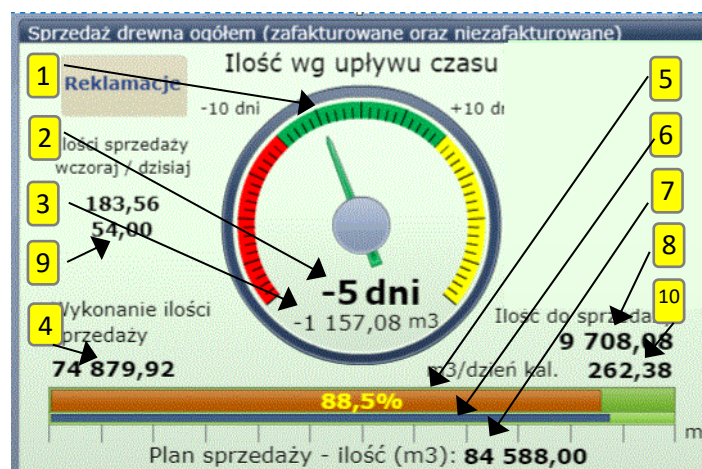 Sprzedaż drewna ogółem (zafakturowane oraz niezafakturowane)
1
Reklamacje
Ilość wg upływu czasu
5
-10 dni
+10
2
sprzedaży
wczoraj / dzisiaj
6
3
183,56
54,00
7
9
-5 dni
-1 157,08 m3
8
10
Wykonanie ilości
4
Ilość do
9 708,08
74 879,92
m3/dzień kal. 262,38
88,5%
m
Plan sprzedaży - ilość (m3): 84 588,00